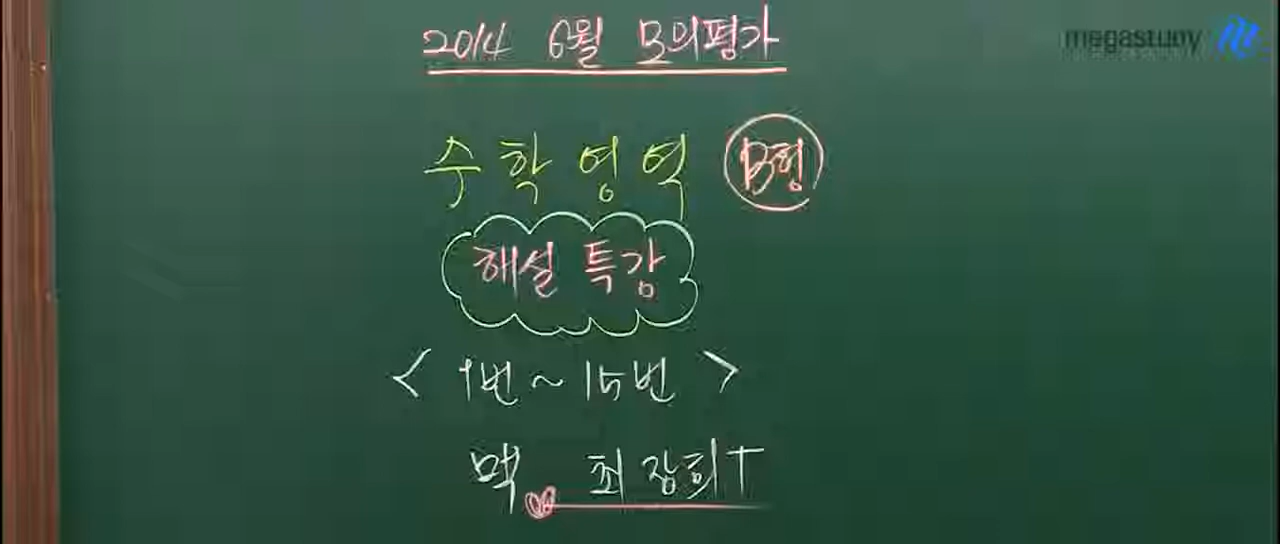 2014 6월 모의평가
megastudy
수학영역 B형
해설 특강
< 1번 ~ 15번 >
맥 최장희T